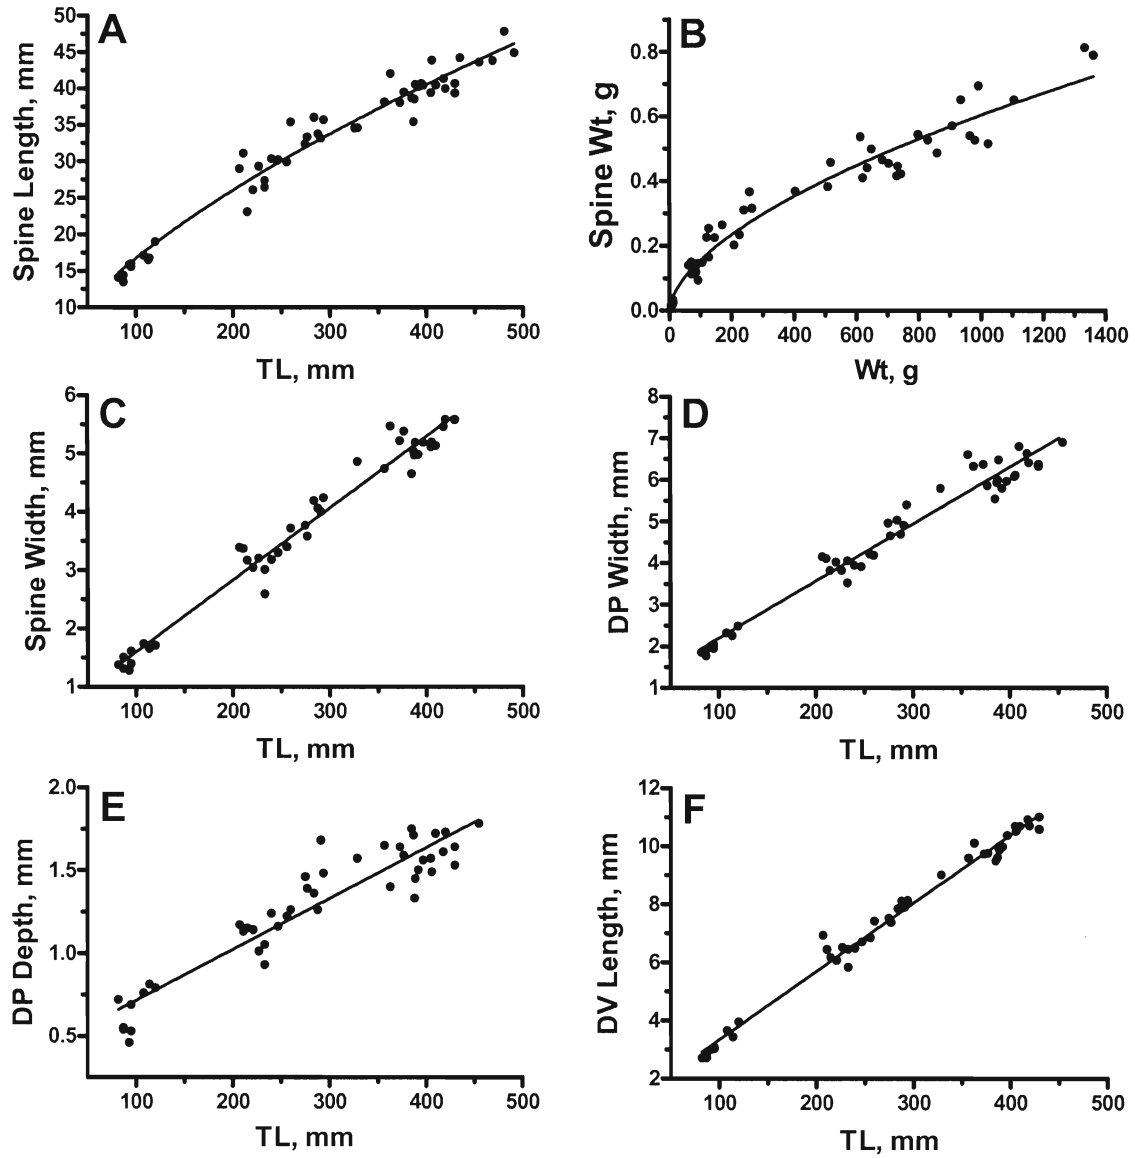 A
Spine Length, mm
50
45
40
35
30
25
20
15
10
100 200 300 400 500
TL, mm
B
Spine Wt, g
0.8
0.6
0.4
0.2
0.0
0 200 400 600 800 1000 1200 1400
Wt, g
C
Spine Width, mm
6
5
4
3
2
1
100 200 300 400 500
TL, mm
D
DP Width, mm
8
7
6
5
4
3
2
1
100 200 300 400 500
TL, mm
E
DP Depth, mm
2.0
1.5
1.0
0.5
100 200 300 400 500
TL, mm
F
DV Length, mm
12
10
8
6
4
2
100 200 300 400 500
TL, mm